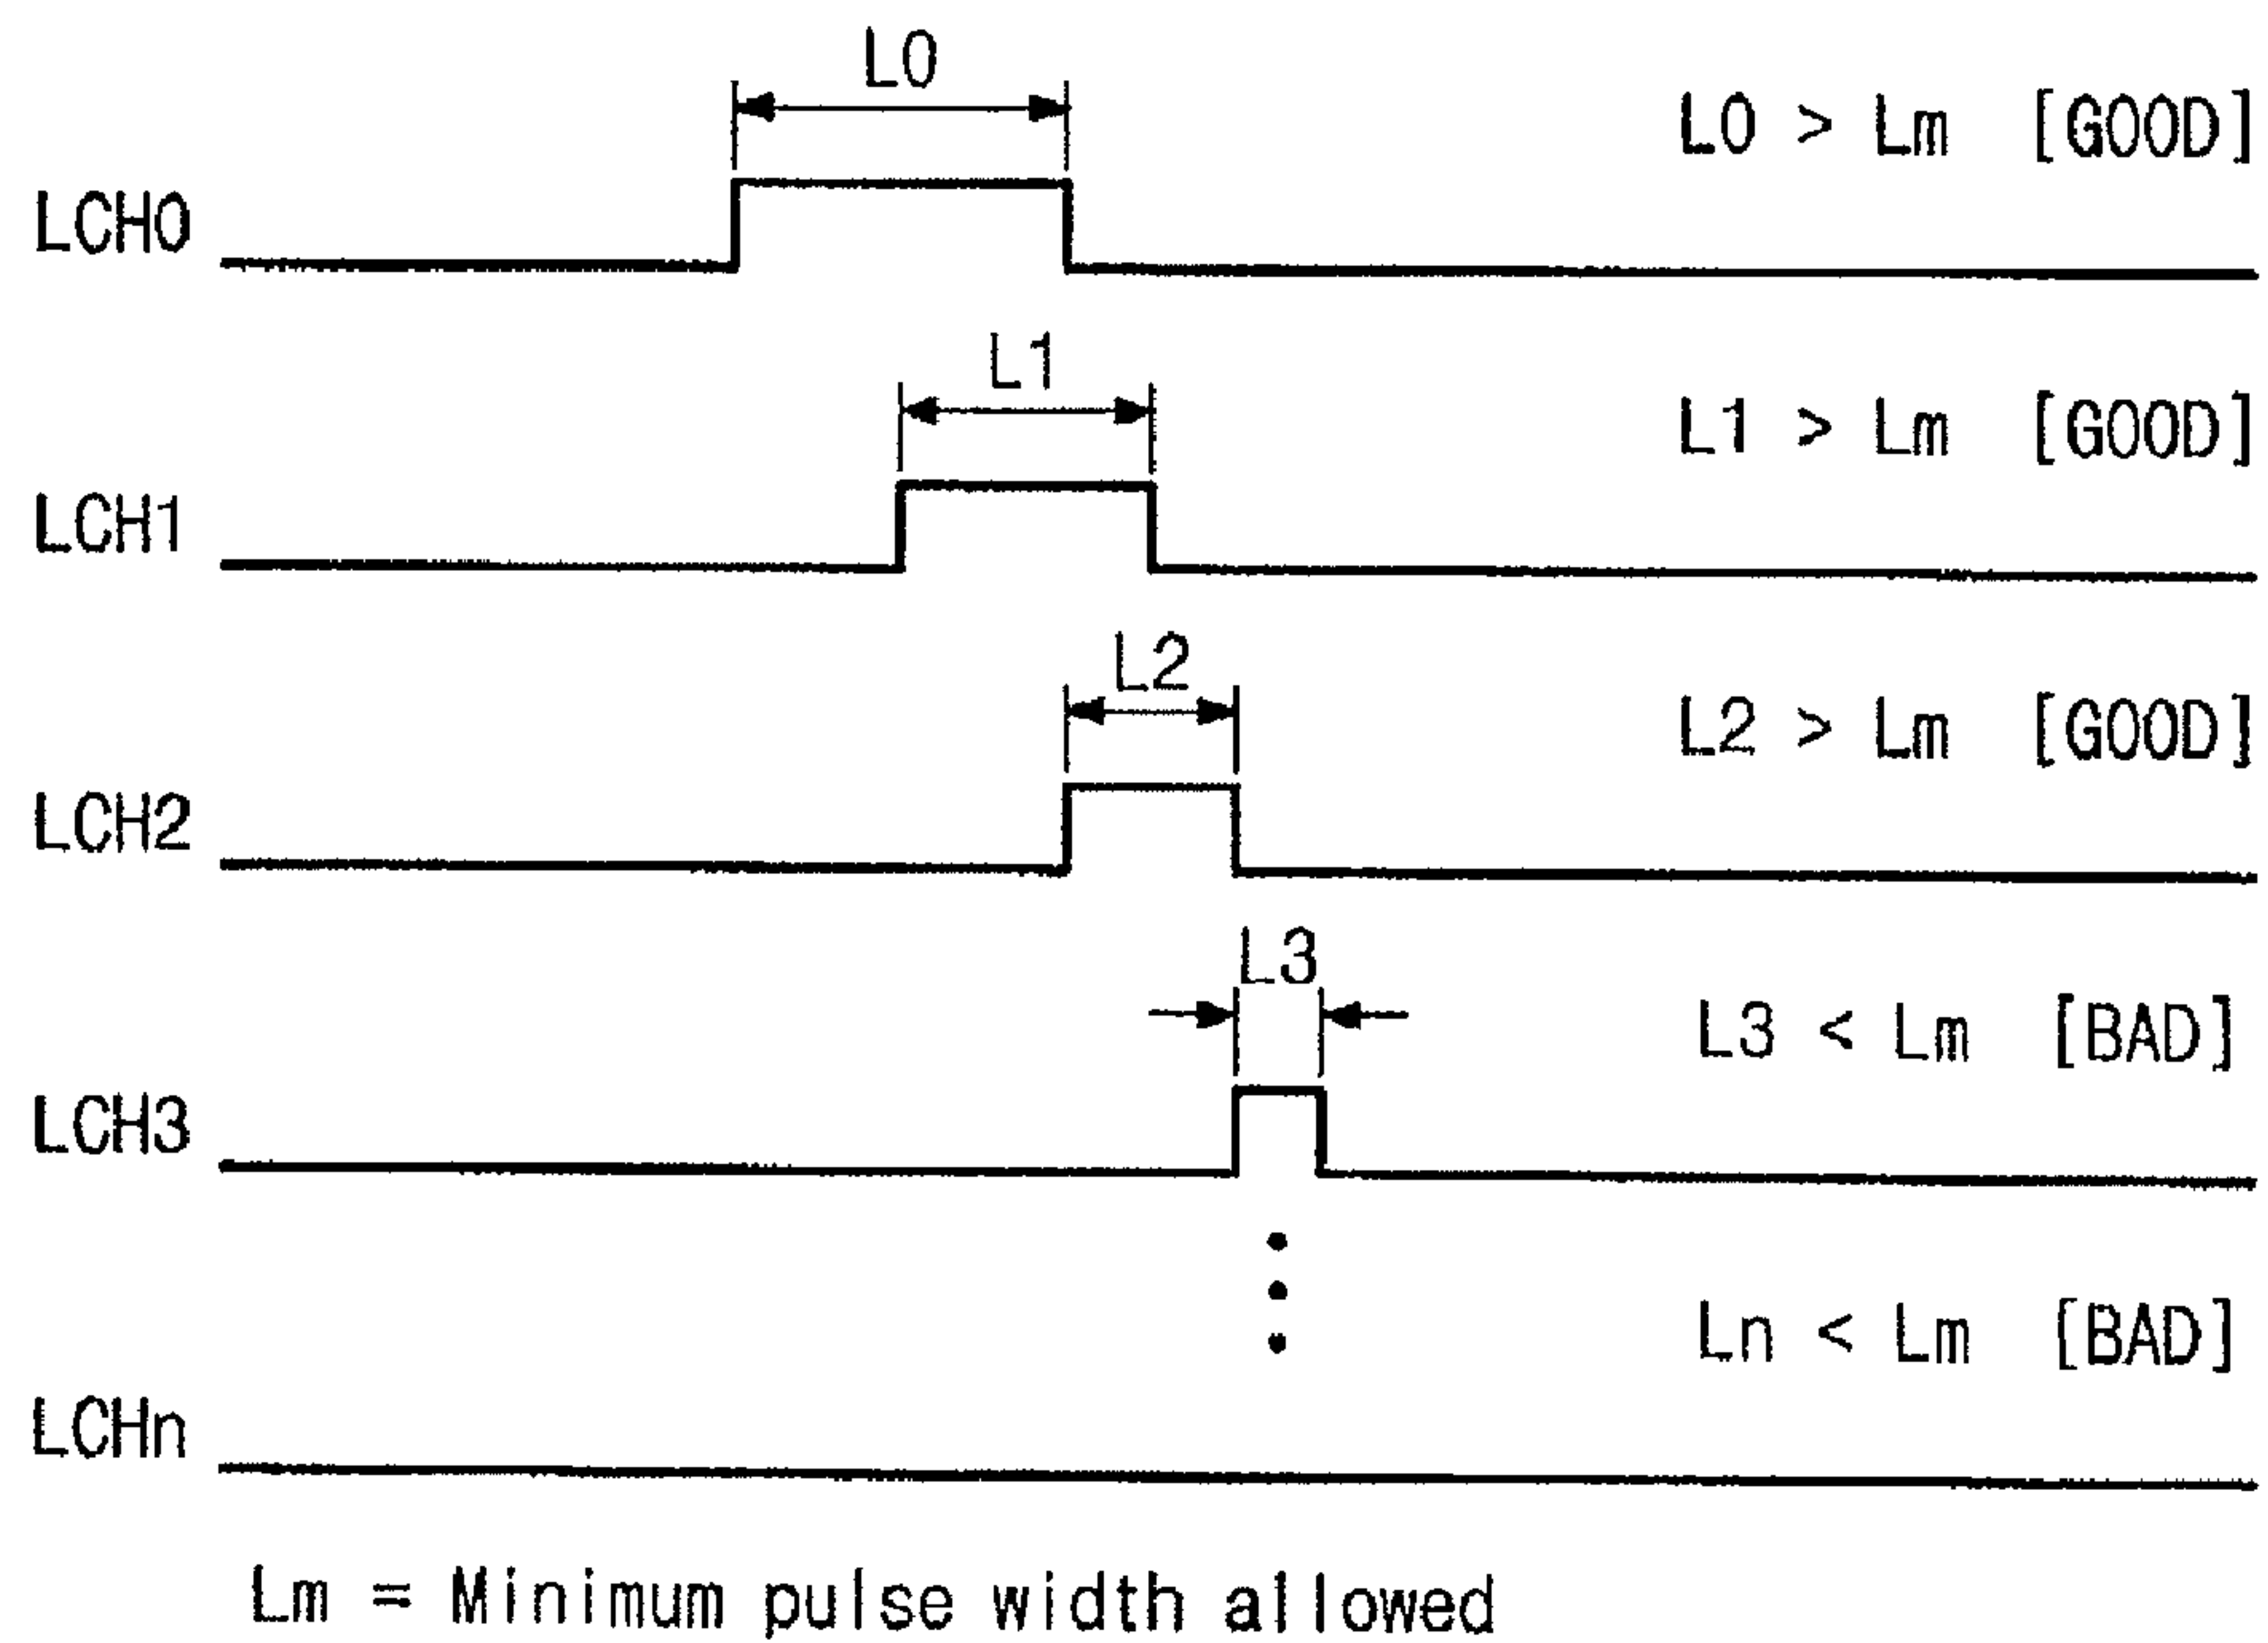 L0
L0 > Lm [GOOD]
LCH0
L1
L1 > Lm [GOOD]
LCH1
L2
L2 > Lm [GOOD]
LCH2
L3
L3 < Lm [BAD]
LCH3
Ln < Lm [BAD]
LCHn
Lm = Minimum pulse width allowed